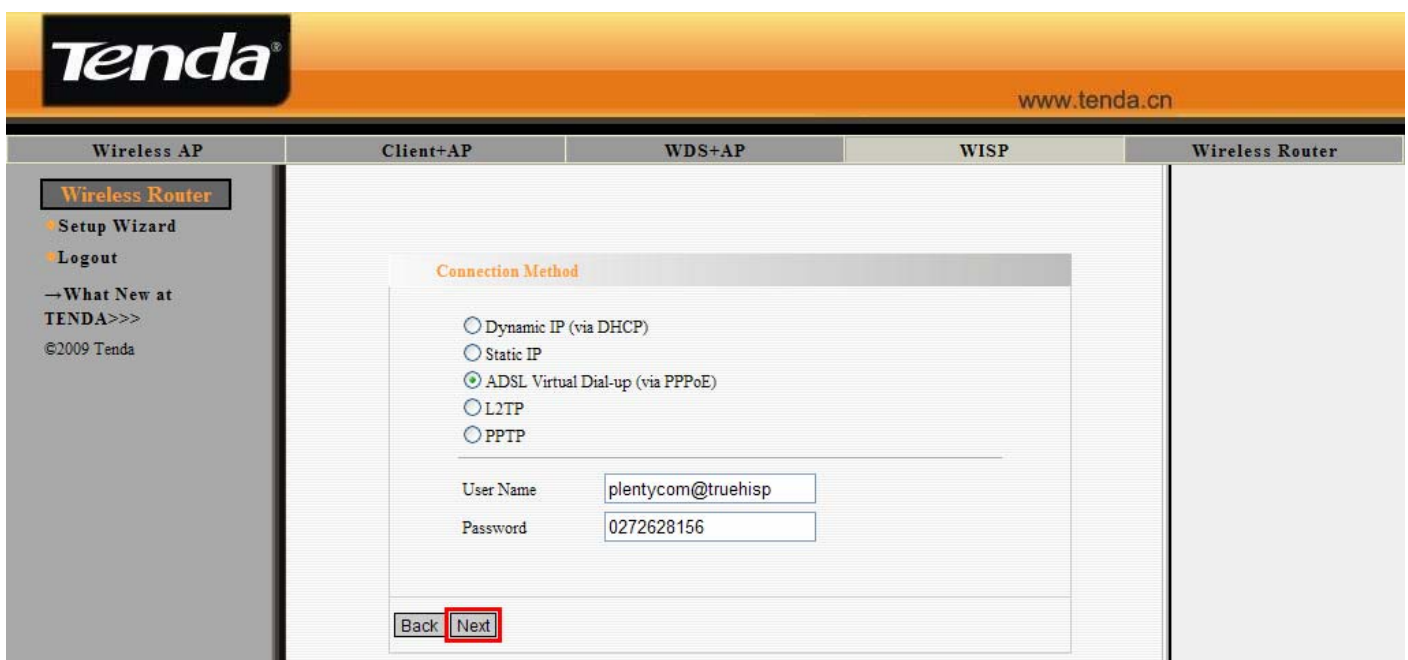 Tenda®
www.tenda.cn
Wireless AP
Client+AP
WDS+AP
WISP
Wireless Router
Wireless Router
Setup Wizard
Logout
→What New at
TENDA>>>
©2009 Tenda
Connection Method
Dynamic IP (via DHCP)
Static IP
ADSL Virtual Dial-up (via PPPoE)
L2TP
PPTP
User Name plentycom@truehisp
Password 0272628156
Back Next